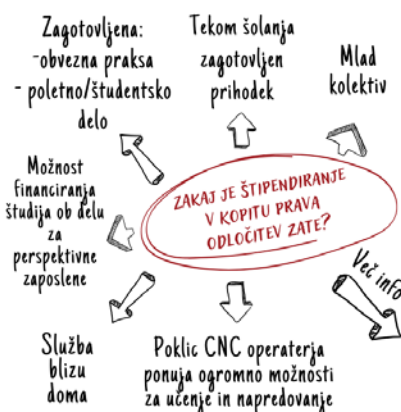 Zagotovljena:
-obvezna praksa
- poletno/študentsko
delo
Tekom šolanja
zagotovljen
prihodek
Mlad
kolektiv
Možnost
financiranja
študija ob delu
za
perspektivne
zaposlene
ZAKAJ JE ŠTIPENDIRANJE
V KOPITU PRAVA
ODLOČITEV ZATE?
Več info
Služba
blizu
doma
Poklic CNC operaterja
ponuja ogromno možnosti
za učenje in napredovanje